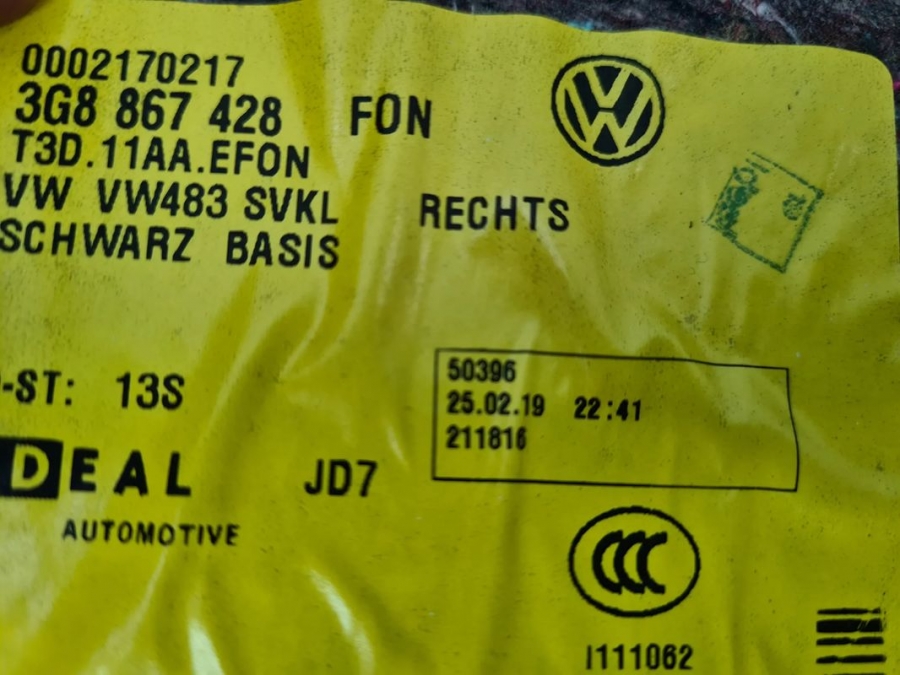 0002170217
3G8 867 428 FON
T3D.11AA.EFON
VW VW483 SVKL RECHTS
SCHWARZ BASIS
-ST: 13S
50396
25.02.19 22:41
211816
DEAL JD7
AUTOMOTIVE
CCC
I111062